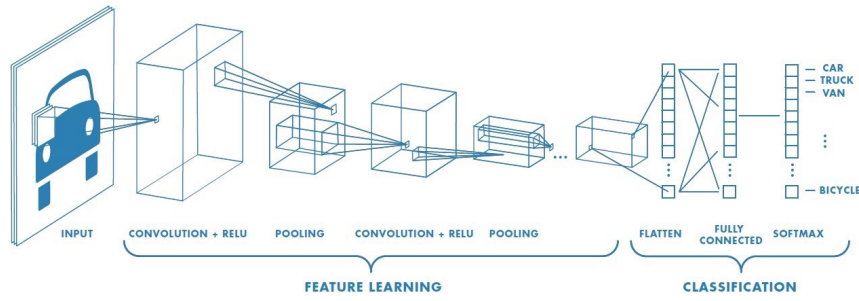 CAR
TRUCK
VAN
BICYCLE
INPUT
CONVOLUTION + RELU
POOLING
CONVOLUTION + RELU
POOLING
FLATTEN
FULLY
CONNECTED
SOFTMAX
FEATURE LEARNING
CLASSIFICATION